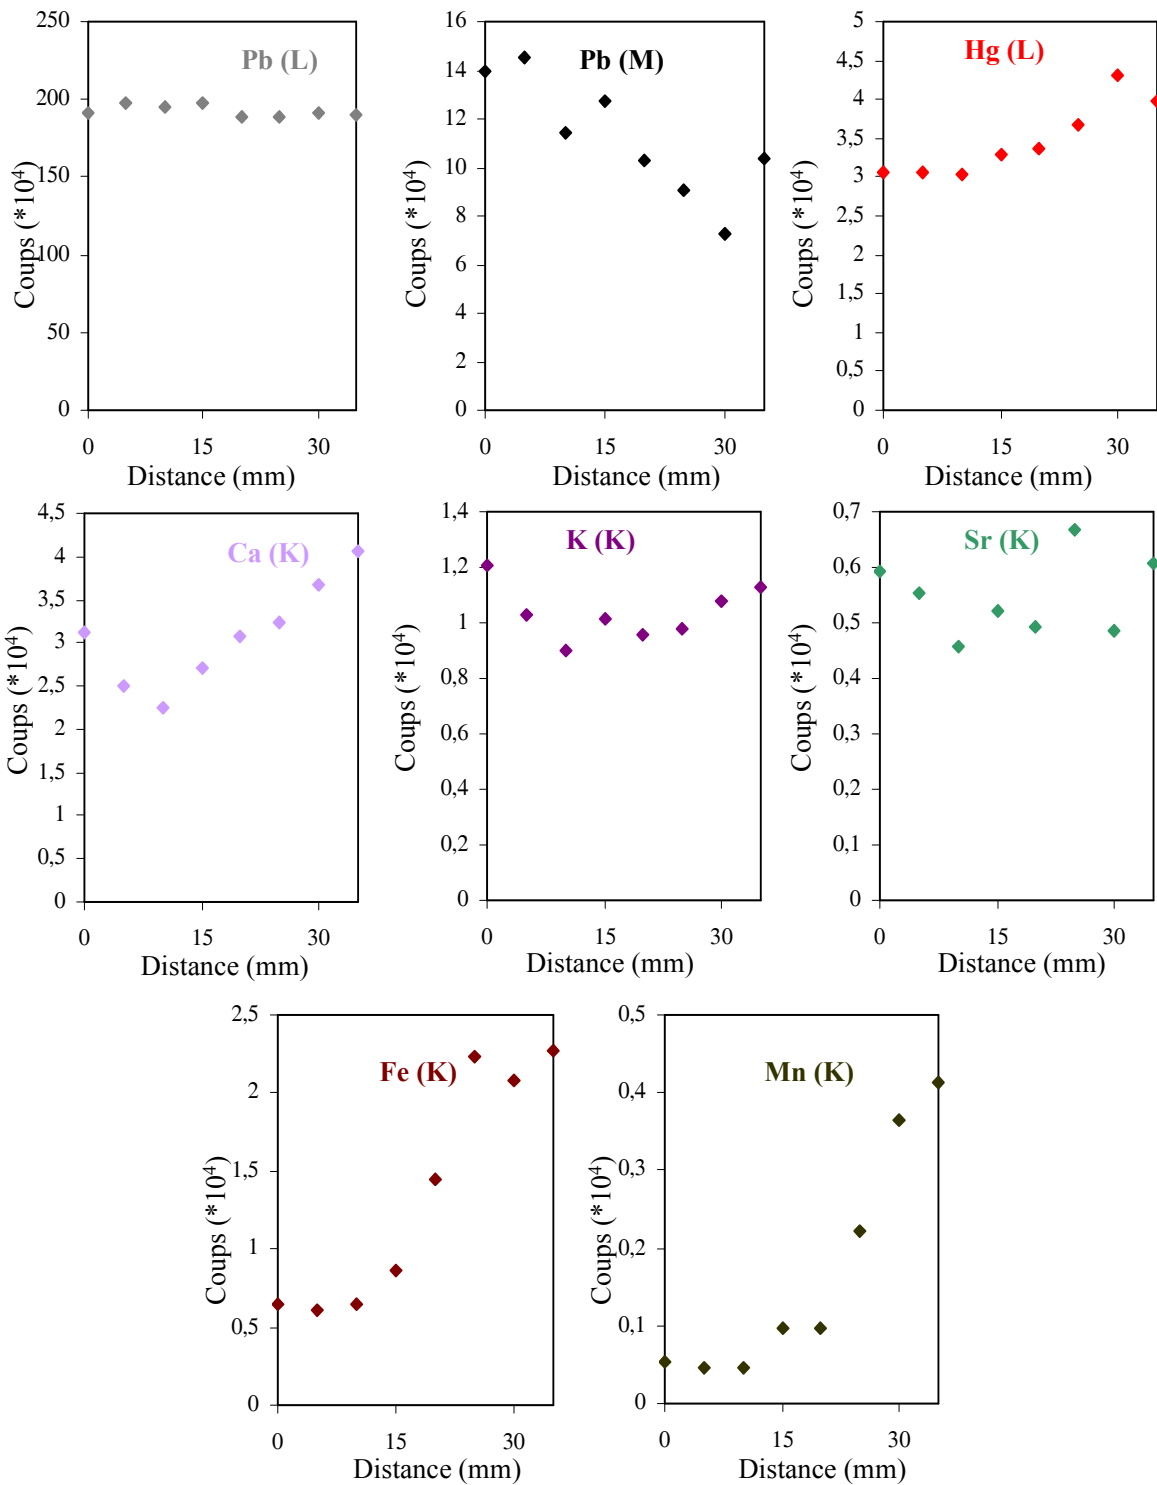 Pb (L)
Coups (*10⁴)
250
200
150
100
50
0
0 15 30
Distance (mm)
Pb (M)
Coups (*10⁴)
16
14
12
10
8
6
4
2
0
0 15 30
Distance (mm)
Hg (L)
Coups (*10⁴)
5
4,5
4
3,5
3
2,5
2
1,5
1
0,5
0
0 15 30
Distance (mm)
Ca (K)
Coups (*10⁴)
4,5
4
3,5
3
2,5
2
1,5
1
0,5
0
0 15 30
Distance (mm)
K (K)
Coups (*10⁴)
1,4
1,2
1
0,8
0,6
0,4
0,2
0
0 15 30
Distance (mm)
Sr (K)
Coups (*10⁴)
0,7
0,6
0,5
0,4
0,3
0,2
0,1
0
0 15 30
Distance (mm)
Fe (K)
Coups (*10⁴)
2,5
2
1,5
1
0,5
0
0 15 30
Distance (mm)
Mn (K)
Coups (*10⁴)
0,5
0,4
0,3
0,2
0,1
0
0 15 30
Distance (mm)